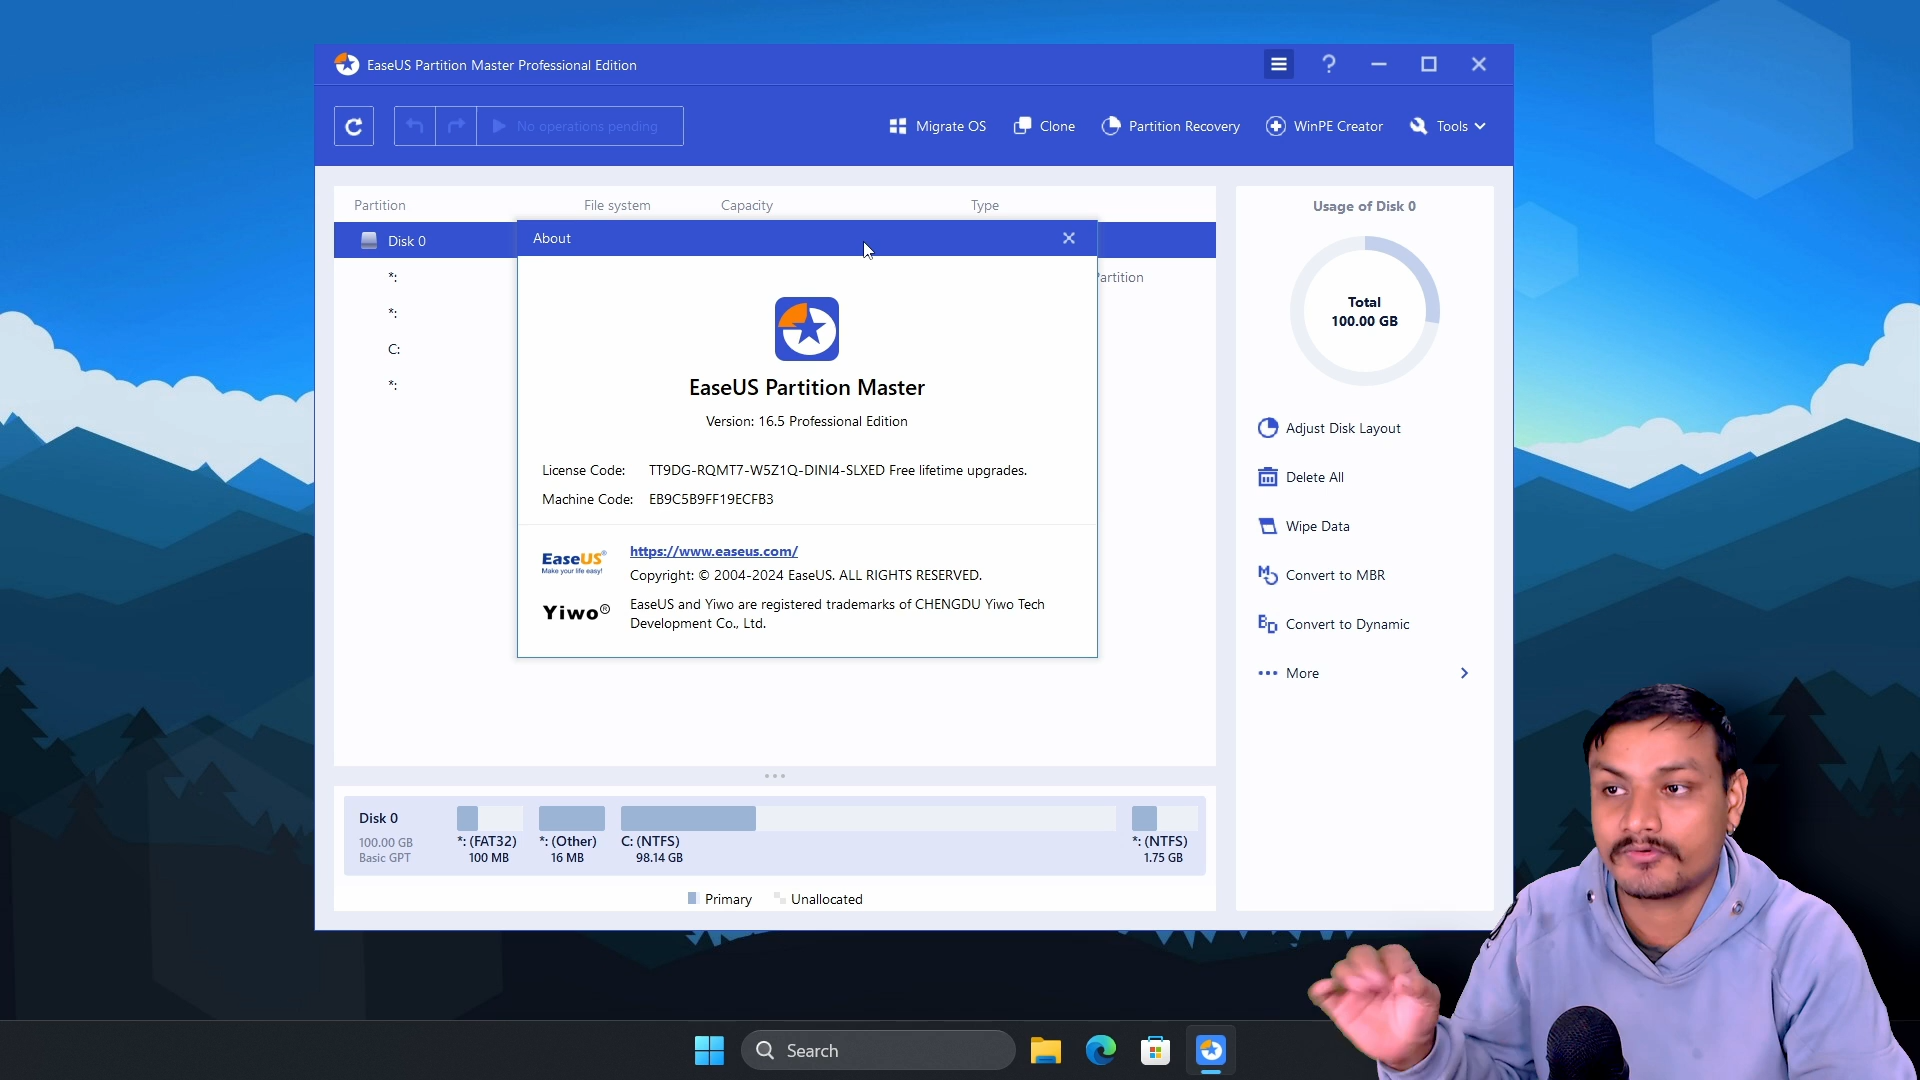 EaseUS Partition Master Professional Edition
No operations pending
Migrate OS
Clone
Partition Recovery
WinPE Creator
Tools
Partition
File system
Capacity
Type
Usage of Disk 0
Disk 0
About
*:
Partition
*:
C:
*:
Total
100.00 GB
EaseUS Partition Master
Version: 16.5 Professional Edition
License Code: TT9DG-RQMT7-W5Z1Q-DINI4-SLXED Free lifetime upgrades.
Machine Code: EB9C5B9FF19ECFB3
EaseUS®
Make your life easy!
https://www.easeus.com/
Copyright: © 2004-2024 EaseUS. ALL RIGHTS RESERVED.
Yiwo®
EaseUS and Yiwo are registered trademarks of CHENGDU Yiwo Tech
Development Co., Ltd.
Adjust Disk Layout
Delete All
Wipe Data
Convert to MBR
Convert to Dynamic
More
Disk 0
100.00 GB
Basic GPT
*: (FAT32)
100 MB
*: (Other)
16 MB
C: (NTFS)
98.14 GB
*: (NTFS)
1.75 GB
Primary
Unallocated
Search